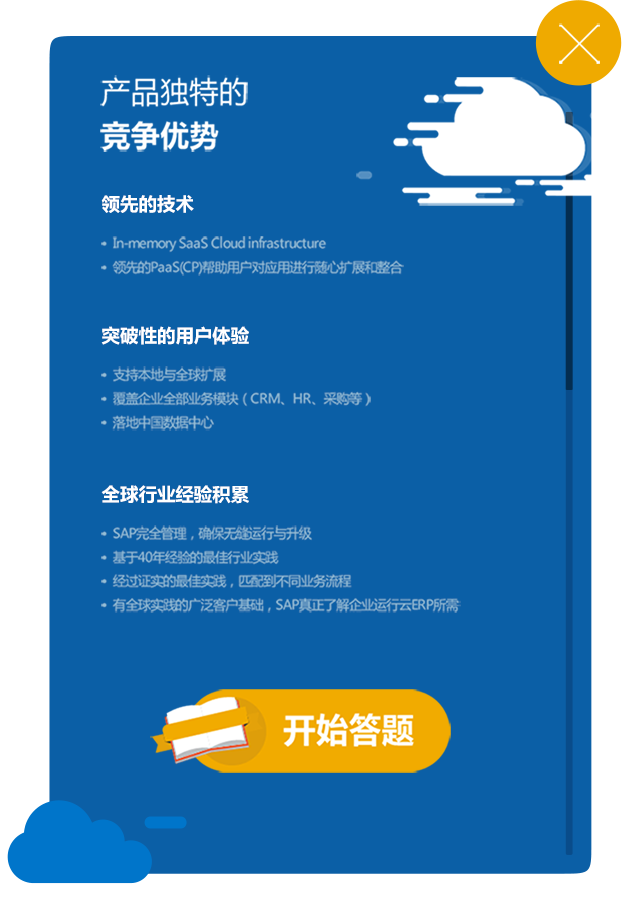 产品独特的
竞争优势
领先的技术
• In-memory SaaS Cloud infrastructure
• 领先的PaaS(CP)帮助用户对应用进行随心扩展和整合
突破性的用户体验
• 支持本地与全球扩展
• 覆盖企业全部业务模块（CRM、HR、采购等）
• 落地中国数据中心
全球行业经验积累
• SAP完全管理，确保无缝运行与升级
• 基于40年经验的最佳行业实践
• 经过证实的最佳实践，匹配到不同业务流程
• 有全球实践的广泛客户基础，SAP真正了解企业运行云ERP所需
开始答题